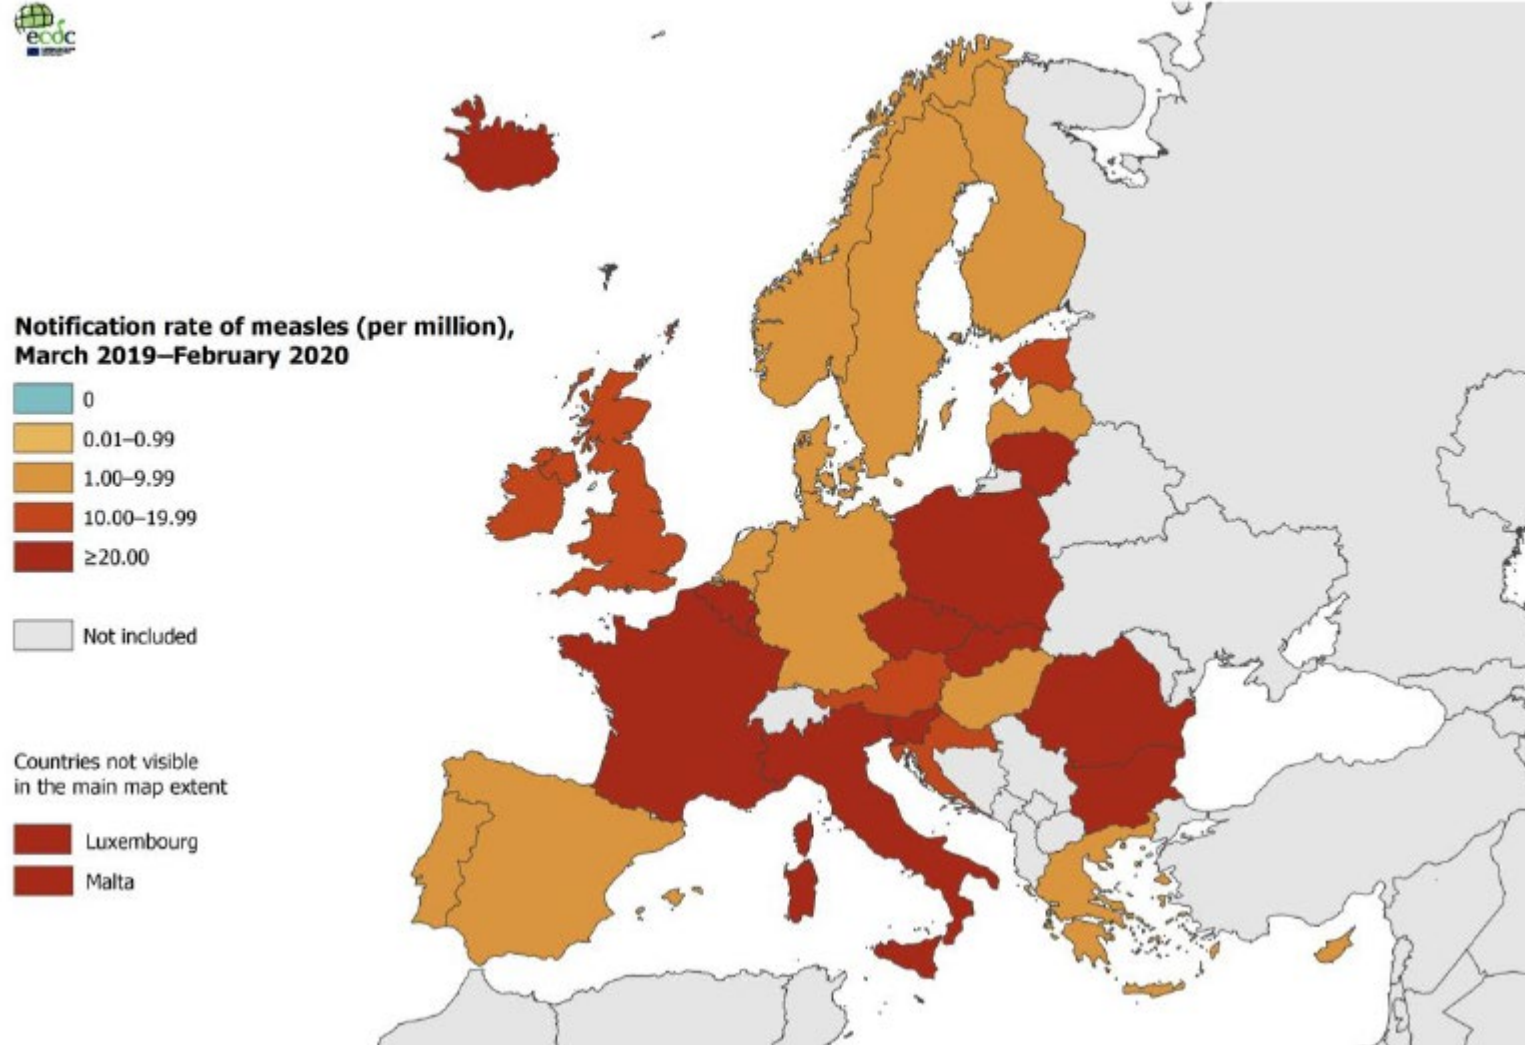 ecdc
Notification rate of measles (per million),
March 2019–February 2020
0
0.01–0.99
1.00–9.99
10.00–19.99
≥20.00
Not included
Countries not visible
in the main map extent
Luxembourg
Malta